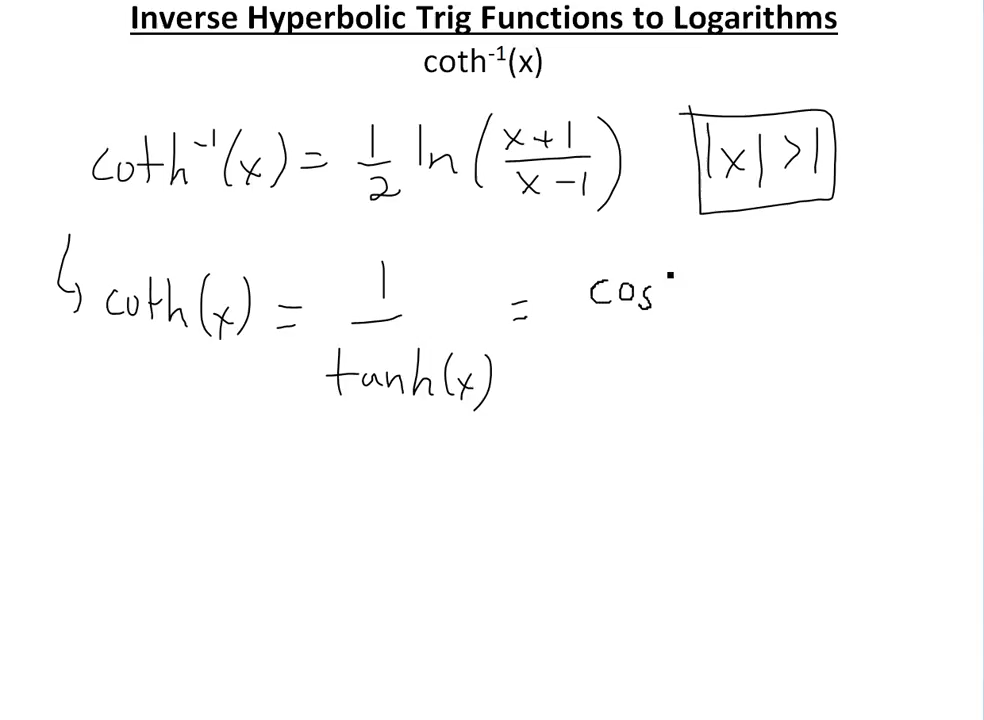 Inverse Hyperbolic Trig Functions to Logarithms
coth⁻¹(x)
coth⁻¹(x) = 1/2 ln((x+1)/(x-1)) |x| >1
coth(x) = 1/tanh(x) = cos